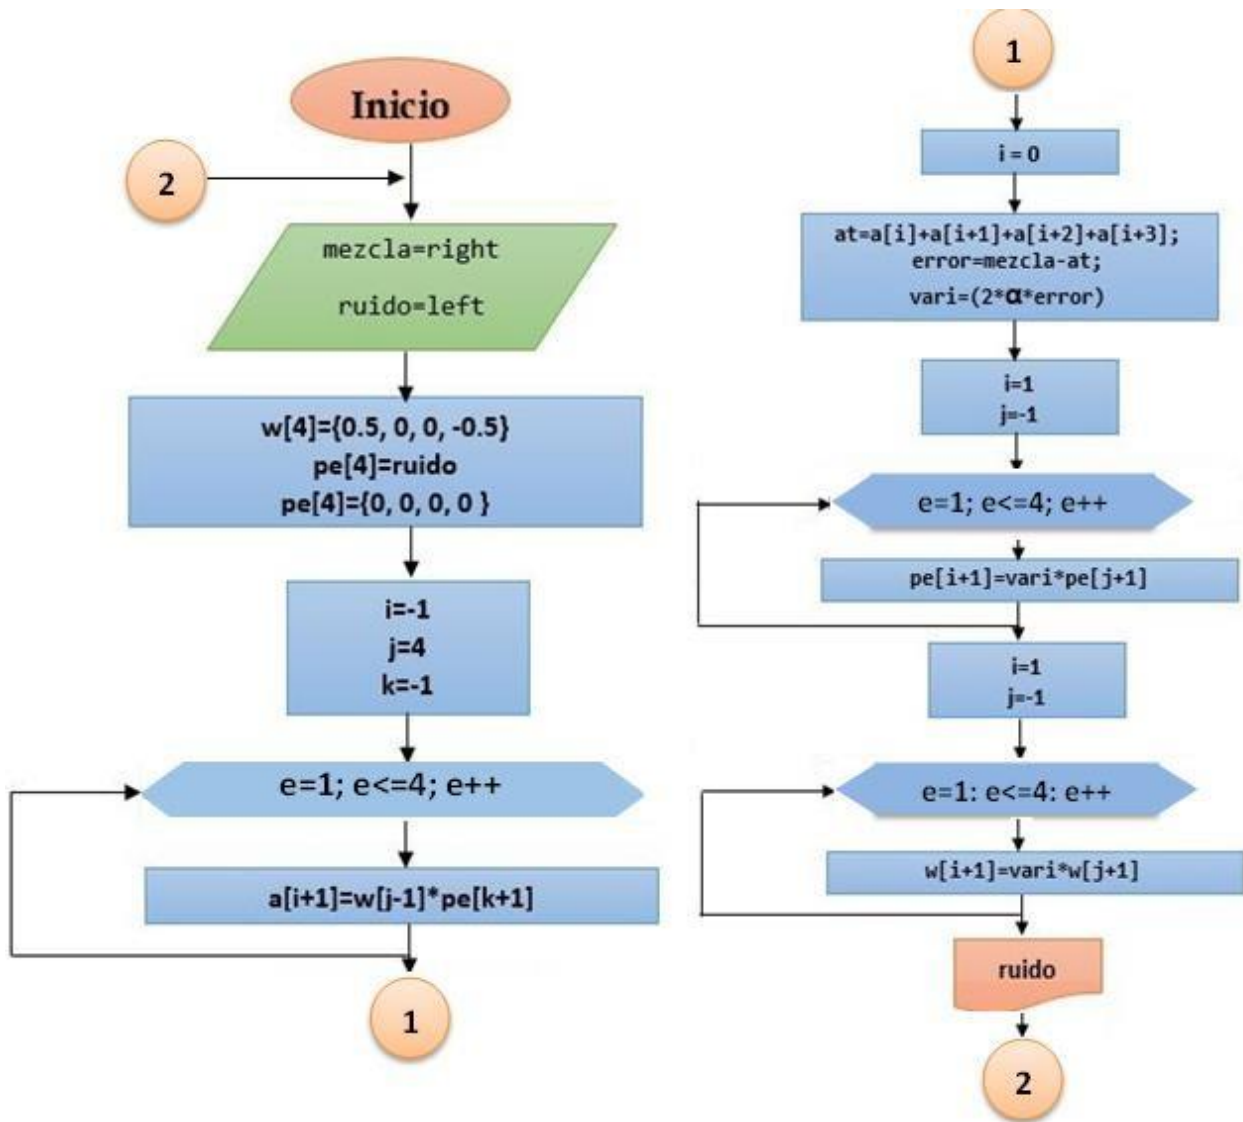 Inicio
2
mezcla=right
ruido=left
w[4]={0.5, 0, 0, -0.5}
pe[4]=ruido
pe[4]={0, 0, 0, 0 }
i=-1
j=4
k=-1
e=1; e<=4; e++
a[i+1]=w[j-1]*pe[k+1]
1
1
i = 0
at=a[i]+a[i+1]+a[i+2]+a[i+3];
error=mezcla-at;
vari=(2*α*error)
i=1
j=-1
e=1; e<=4; e++
pe[i+1]=vari*pe[j+1]
i=1
j=-1
e=1: e<=4: e++
w[i+1]=vari*w[j+1]
ruido
2